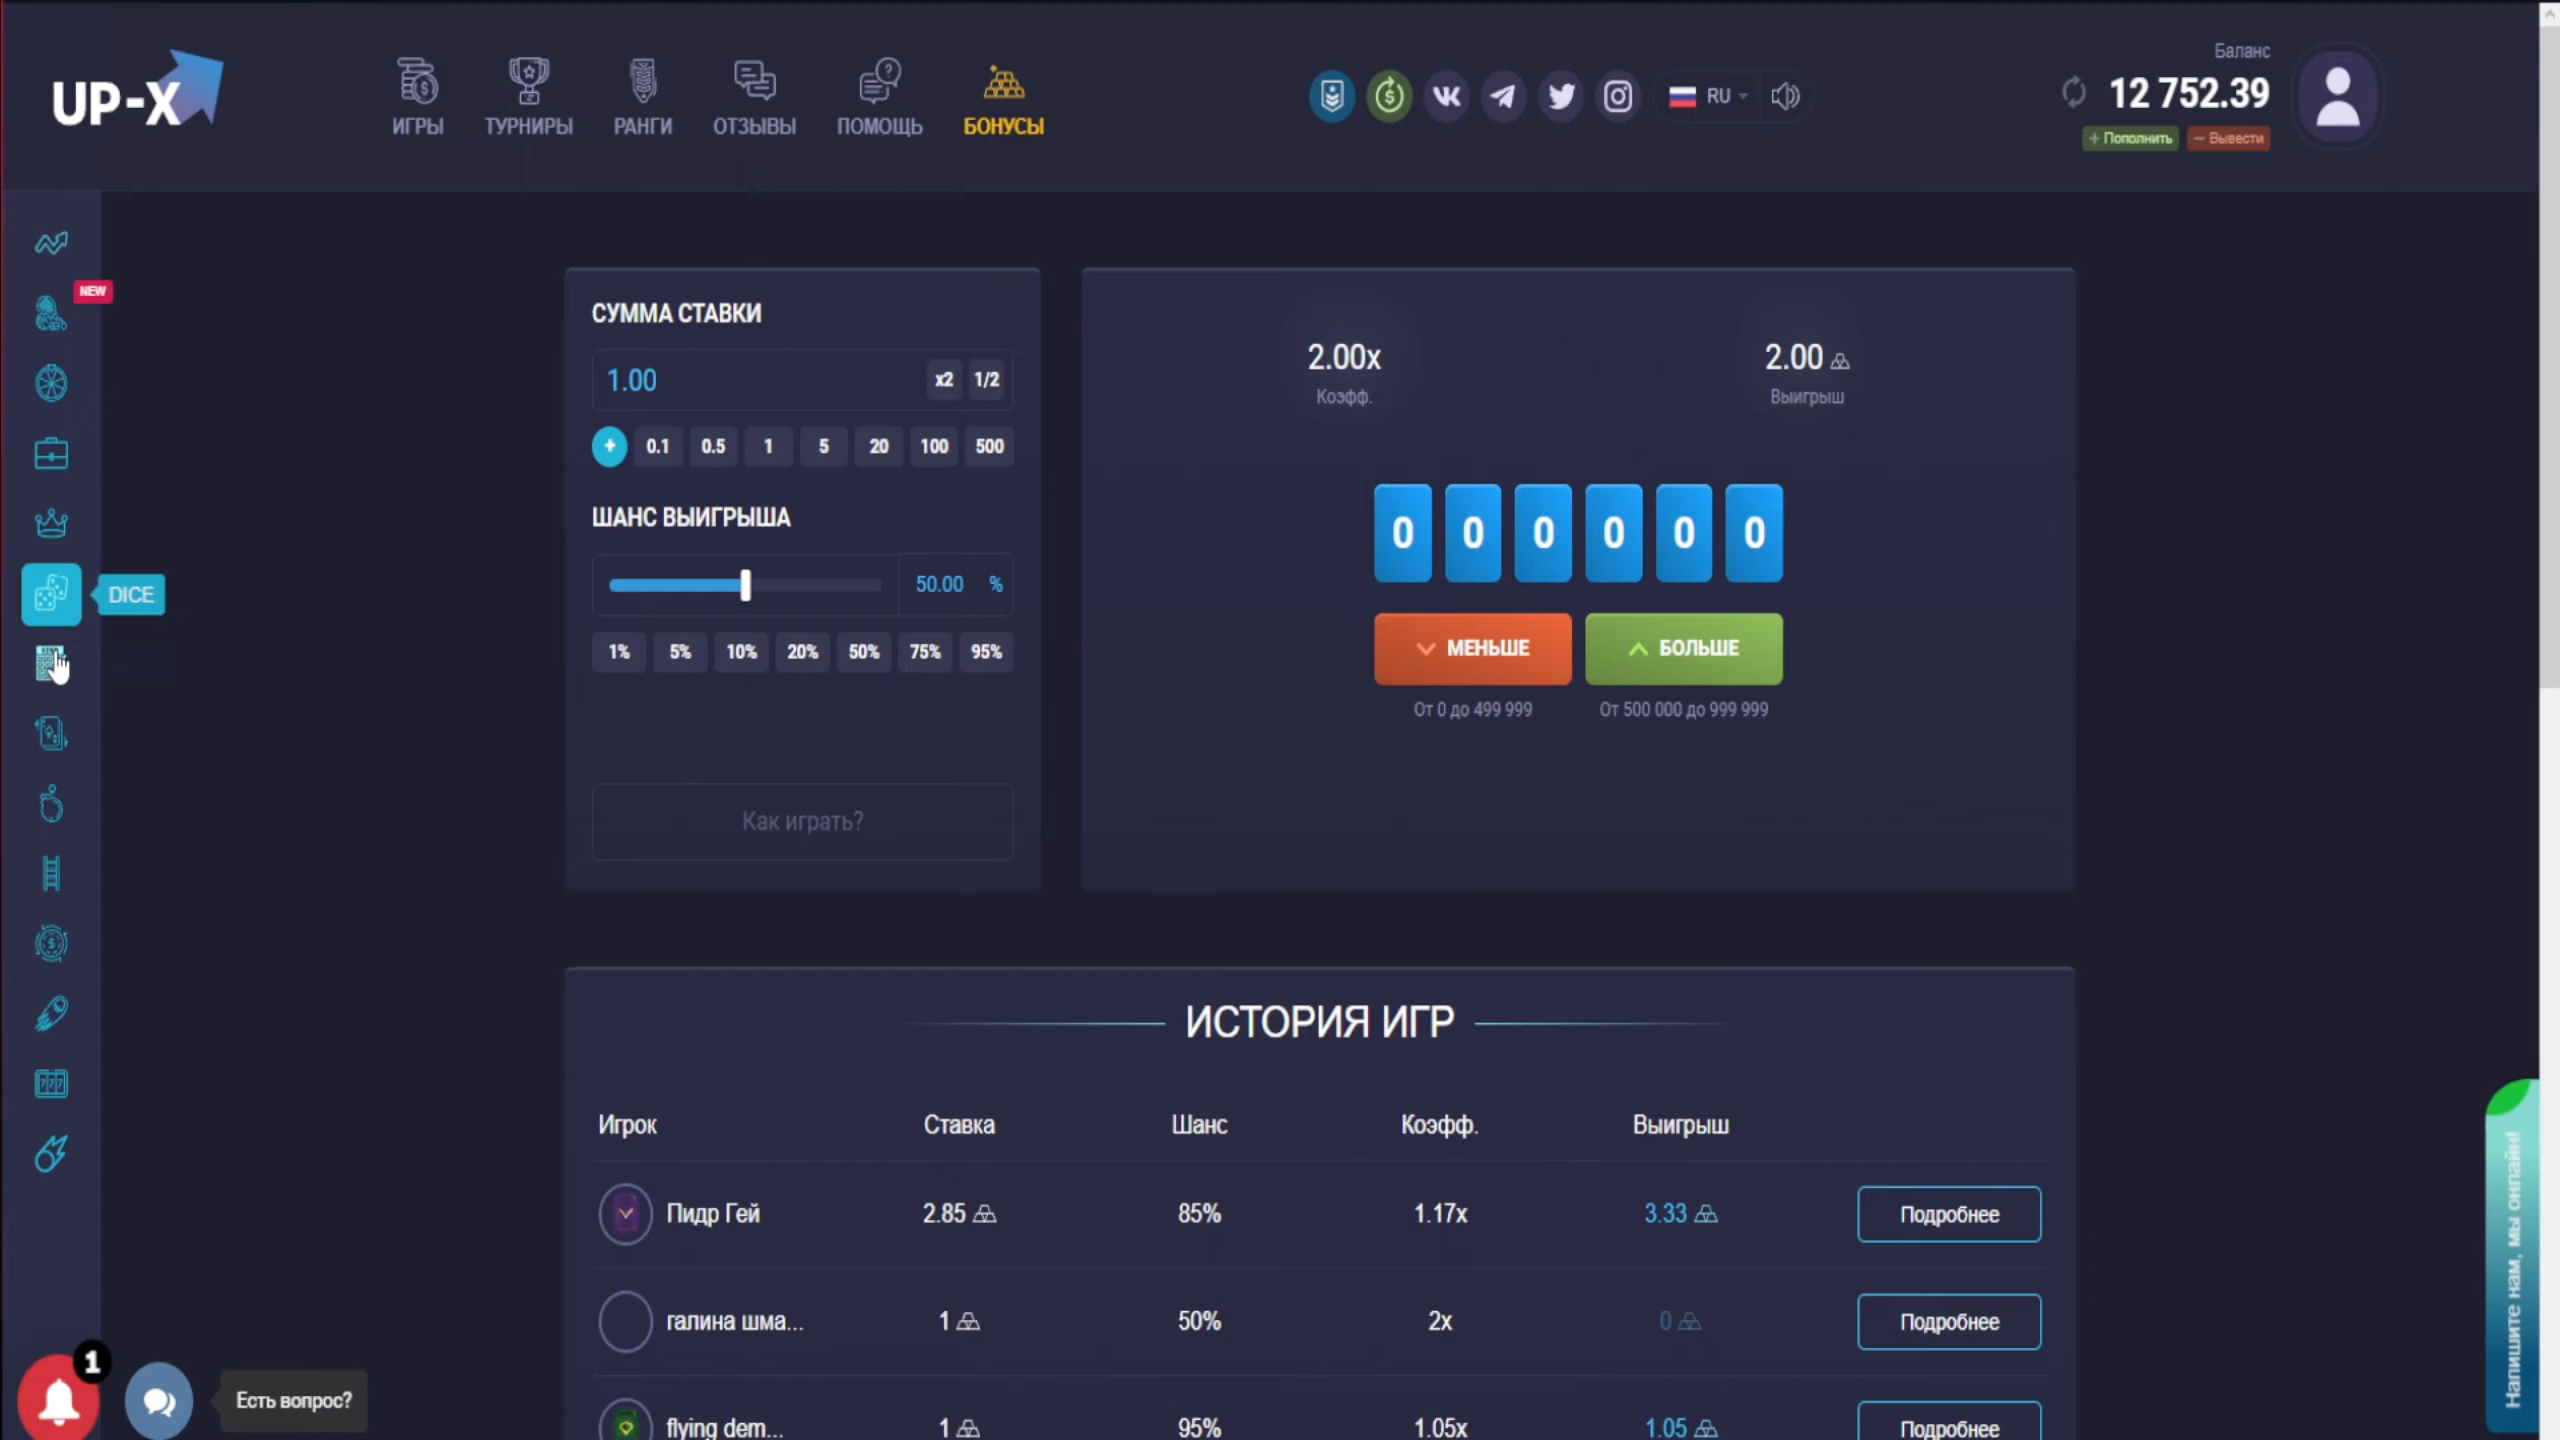 UP-X
ИГРЫ
ТУРНИРЫ
РАНГИ
ОТЗЫВЫ
ПОМОЩЬ
БОНУСЫ
RU
Баланс
12 752.39
+ Пополнить
− Вывести
NEW
DICE
СУММА СТАВКИ
1.00
x2
1/2
+
0.1
0.5
1
5
20
100
500
ШАНС ВЫИГРЫША
50.00 %
1%
5%
10%
20%
50%
75%
95%
Как играть?
2.00x
Коэфф.
2.00
Выигрыш
0 0 0 0 0 0
МЕНЬШЕ
БОЛЬШЕ
От 0 до 499 999
От 500 000 до 999 999
ИСТОРИЯ ИГР
Игрок Ставка Шанс Коэфф. Выигрыш
Пидр Гей 2.85 85% 1.17x 3.33 Подробнее
галина шма... 1 50% 2x 0 Подробнее
flying dem... 1 95% 1.05x 1.05 Подробнее
777
1
Есть вопрос?
Напишите нам, мы онлайн!